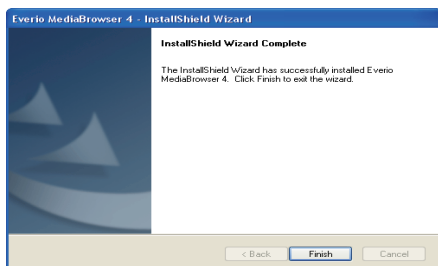 Everio MediaBrowser 4 - InstallShield Wizard
InstallShield Wizard Complete
The InstallShield Wizard has successfully installed Everio
MediaBrowser 4. Click Finish to exit the wizard.
< Back
Finish
Cancel